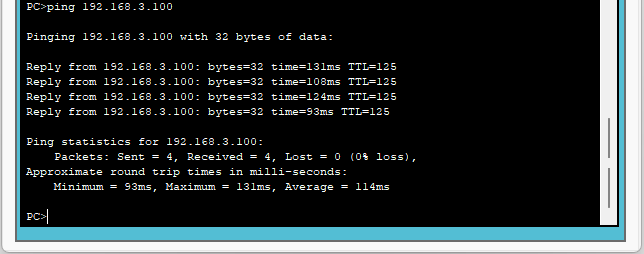 PC>ping 192.168.3.100
Pinging 192.168.3.100 with 32 bytes of data:
Reply from 192.168.3.100: bytes=32 time=131ms TTL=125
Reply from 192.168.3.100: bytes=32 time=108ms TTL=125
Reply from 192.168.3.100: bytes=32 time=124ms TTL=125
Reply from 192.168.3.100: bytes=32 time=93ms TTL=125
Ping statistics for 192.168.3.100:
    Packets: Sent = 4, Received = 4, Lost = 0 (0% loss),
Approximate round trip times in milli-seconds:
    Minimum = 93ms, Maximum = 131ms, Average = 114ms
PC>